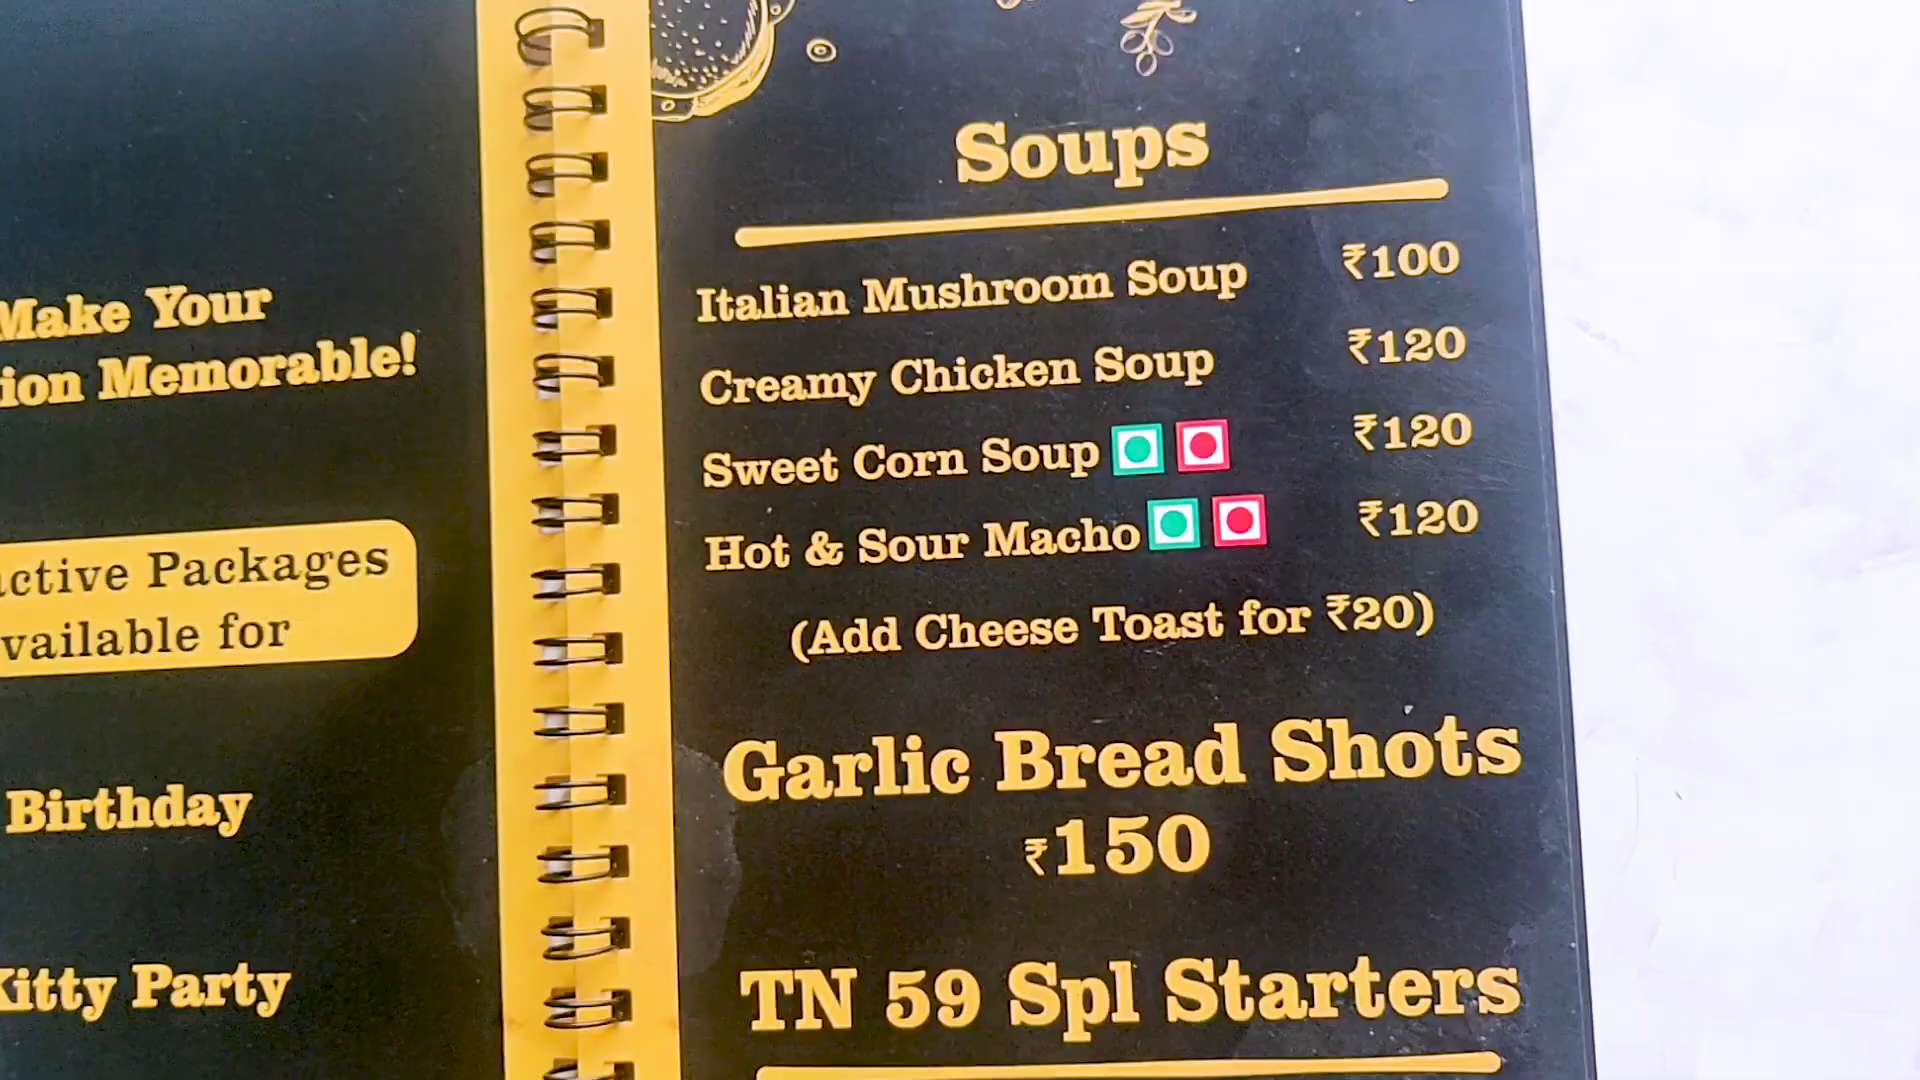 Make Your
ion Memorable!
ctive Packages
vailable for
Birthday
Kitty Party
Soups
Italian Mushroom Soup ₹100
Creamy Chicken Soup ₹120
Sweet Corn Soup ₹120
Hot & Sour Macho ₹120
(Add Cheese Toast for ₹20)
Garlic Bread Shots
₹150
TN 59 Spl Starters